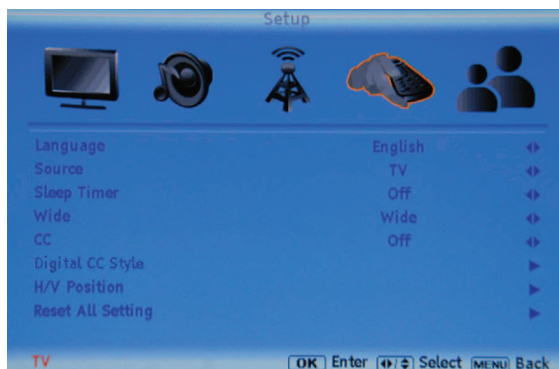 Setup
Language English
Source TV
Sleep Timer Off
Wide Wide
CC Off
Digital CC Style
H/V Position
Reset All Setting
TV OK Enter / Select MENU Back